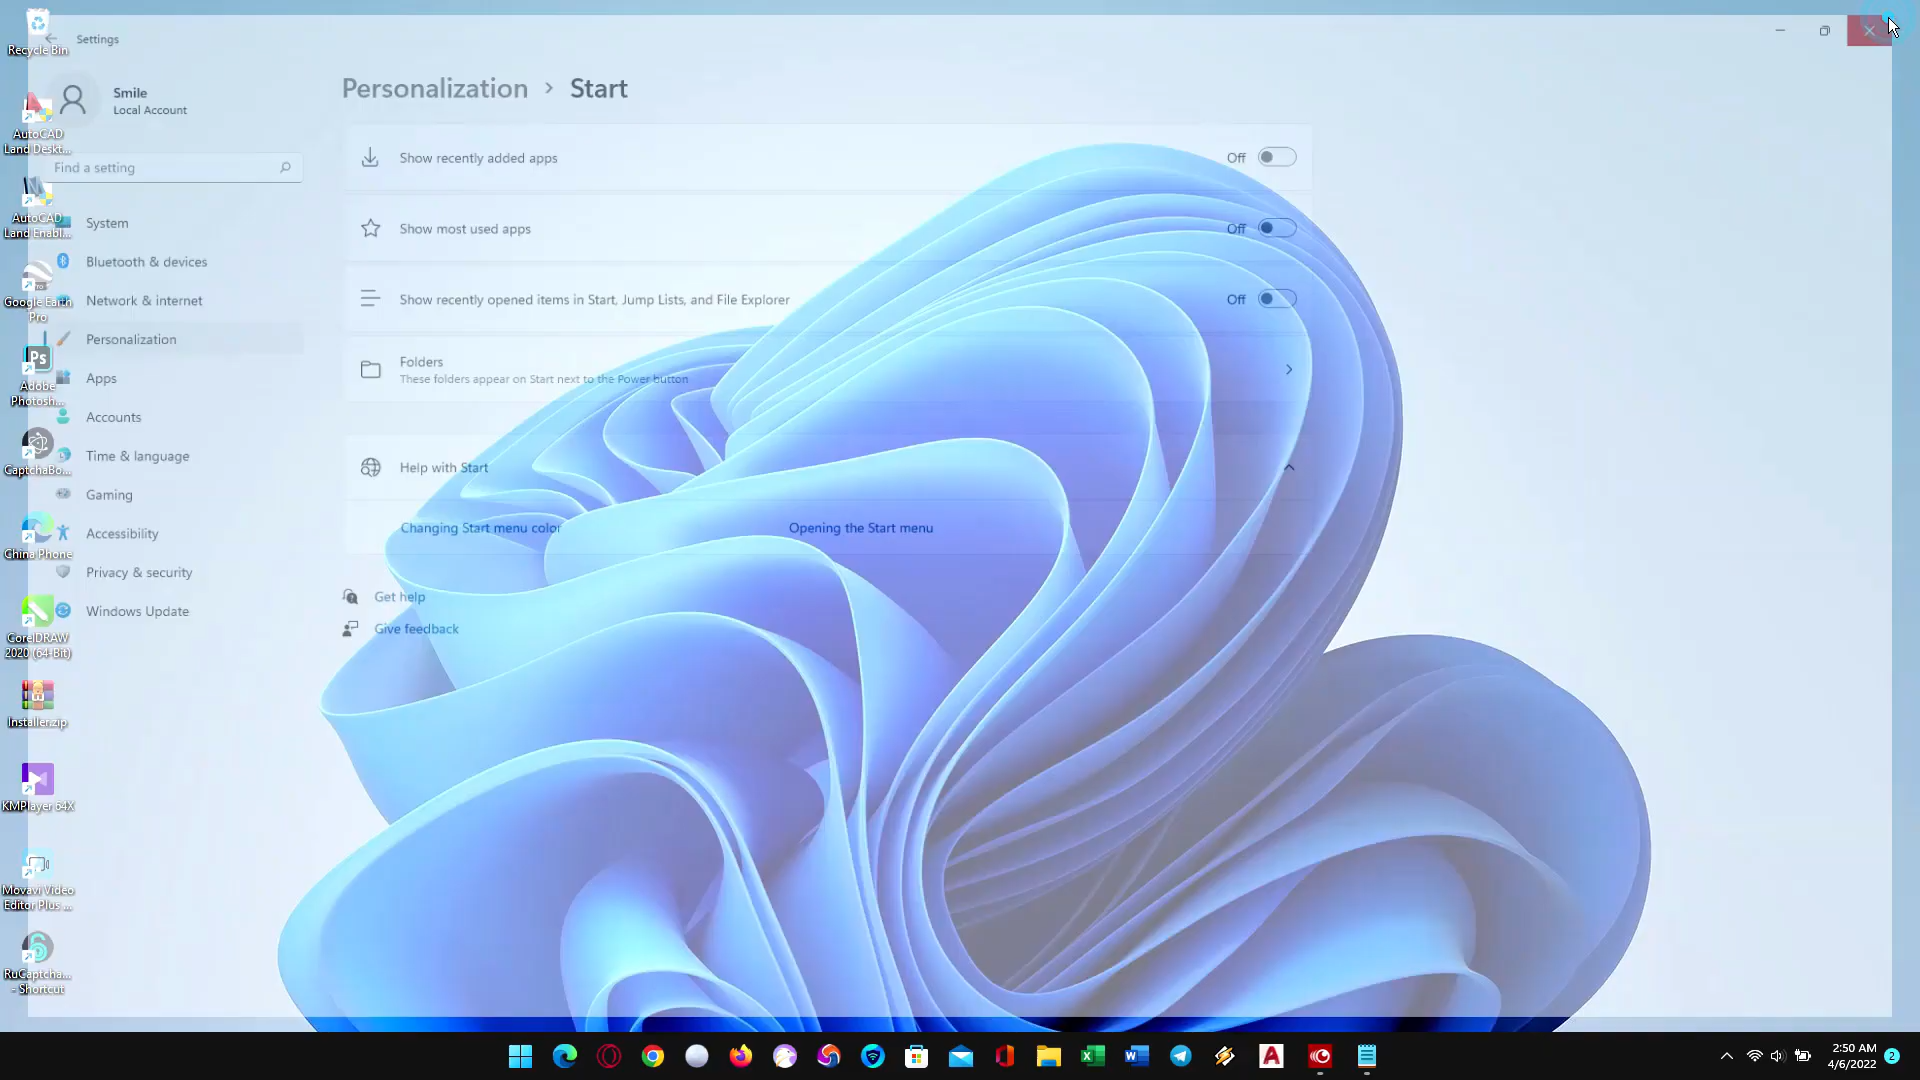 Recycle Bin
Settings
Smile
Local Account
Find a setting
System
Bluetooth & devices
Network & internet
Personalization
Apps
Accounts
Time & language
Gaming
Accessibility
Privacy & security
Windows Update
Personalization > Start
Show recently added apps
Off
Show most used apps
Off
Show recently opened items in Start, Jump Lists, and File Explorer
Off
Folders
These folders appear on Start next to the Power button
Help with Start
Changing Start menu color
Opening the Start menu
Get help
Give feedback
AutoCAD
Land Deskt...
AutoCAD
Land Enabl...
Google Earth
Pro
Ps
Adobe
Photosh...
CaptchaBo...
China Phone
CorelDRAW
2020 (64-Bit)
Installer.zip
KMPlayer 64X
Movavi Video
Editor Plus ...
RuCaptcha...
- Shortcut
2:50 AM
4/6/2022
2